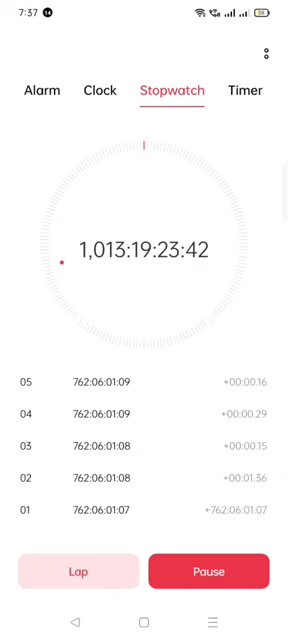 7:37 14 58
Alarm Clock Stopwatch Timer
1,013:19:23:42
05 762:06:01:09 +00:00.16
04 762:06:01:09 +00:00.29
03 762:06:01:08 +00:00.15
02 762:06:01:08 +00:01.36
01 762:06:01:07 +762:06:01:07
Lap Pause